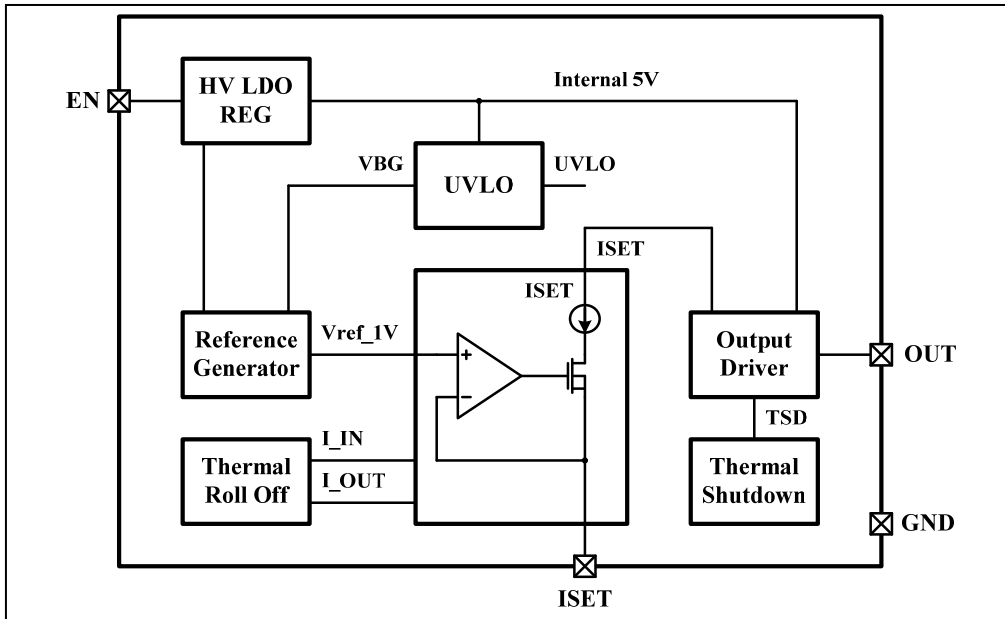 EN
HV LDO
REG
Internal 5V
VBG
UVLO
UVLO
ISET
ISET
Reference
Generator
Vref_1V
+
−
Output
Driver
OUT
TSD
Thermal
Roll Off
I_IN
I_OUT
Thermal
Shutdown
GND
ISET